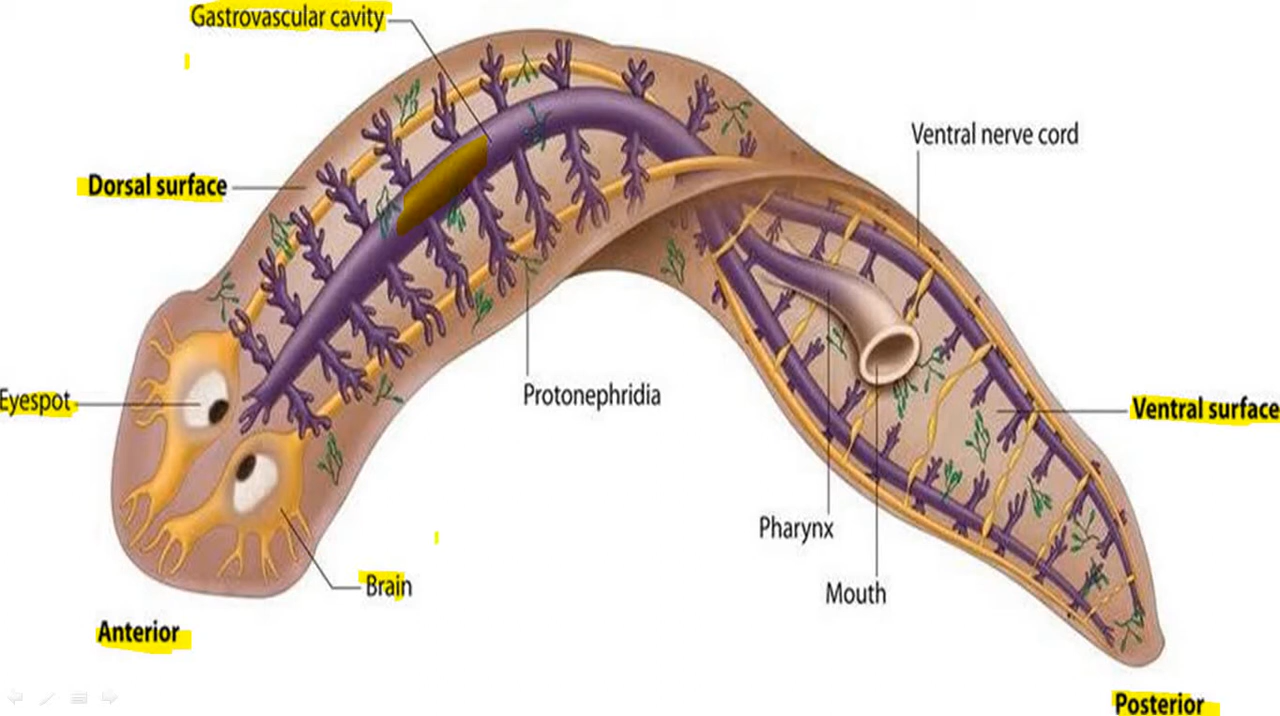 Gastrovascular cavity
Ventral nerve cord
Dorsal surface
Protonephridia
Eyespot
Ventral surface
Pharynx
Brain
Mouth
Anterior
Posterior